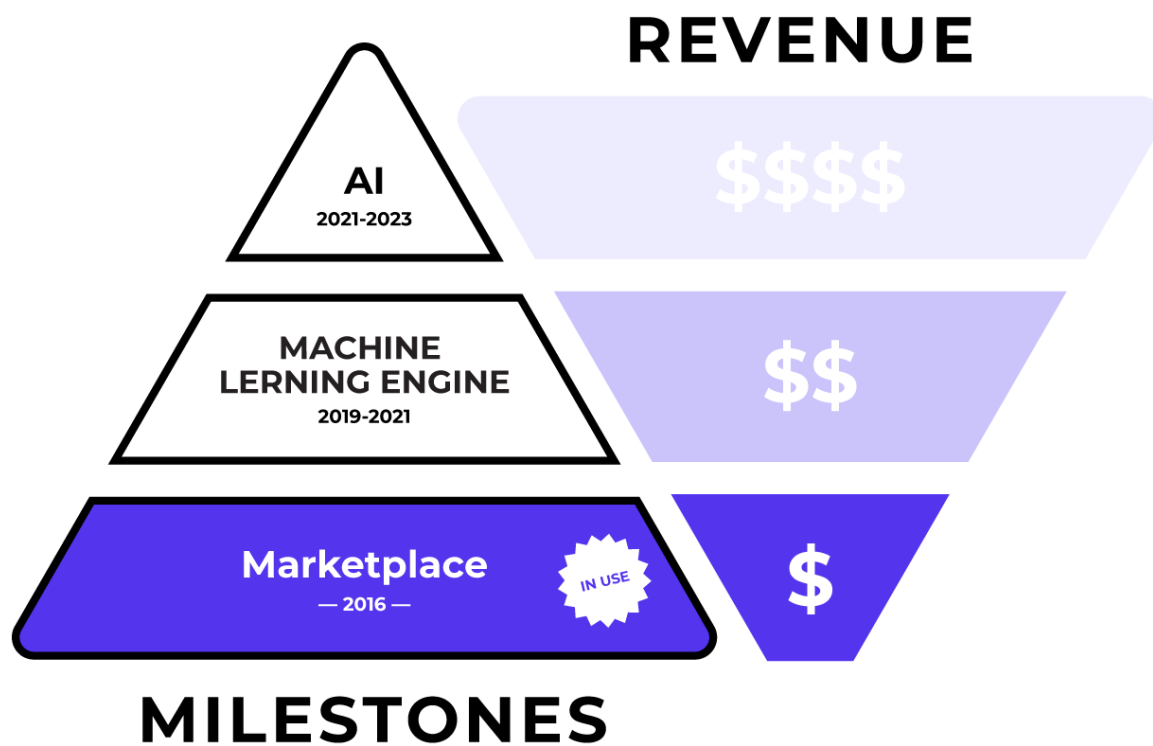 REVENUE
AI
2021-2023
$$$$
MACHINE
LERNING ENGINE
2019-2021
$$
Marketplace
— 2016 —
IN USE
$
MILESTONES